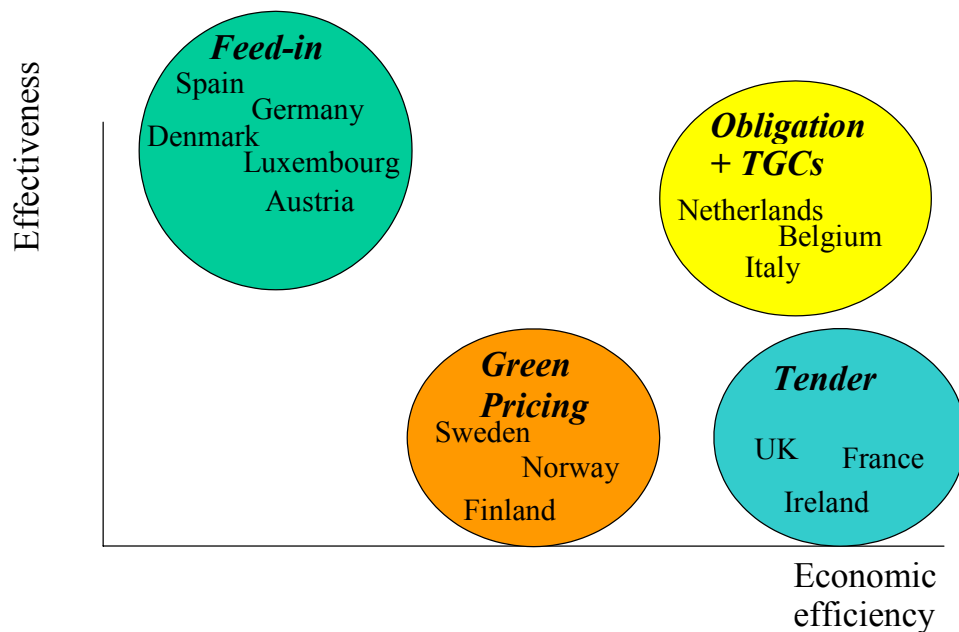 Effectiveness
Feed-in
Spain
Germany
Denmark
Luxembourg
Austria
Obligation
+ TGCs
Netherlands
Belgium
Italy
Green
Pricing
Sweden
Norway
Finland
Tender
UK
France
Ireland
Economic
efficiency